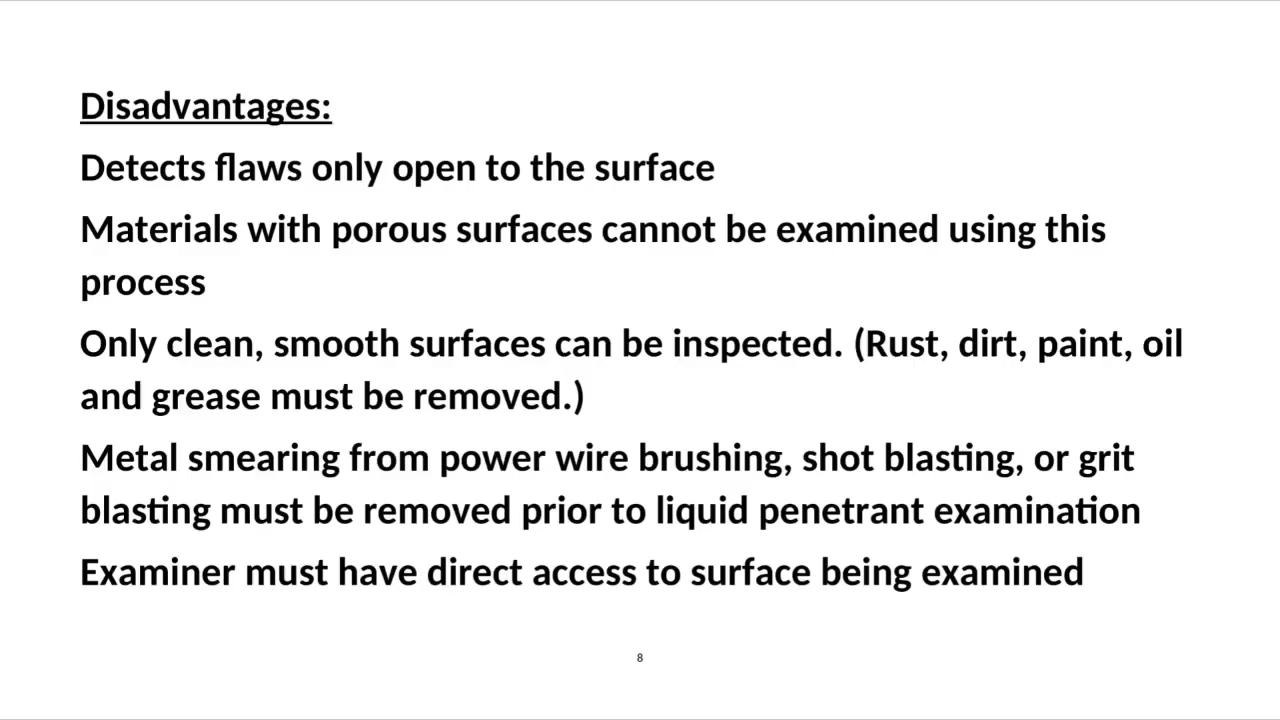 Disadvantages:
Detects flaws only open to the surface
Materials with porous surfaces cannot be examined using this
process
Only clean, smooth surfaces can be inspected. (Rust, dirt, paint, oil
and grease must be removed.)
Metal smearing from power wire brushing, shot blasting, or grit
blasting must be removed prior to liquid penetrant examination
Examiner must have direct access to surface being examined
8